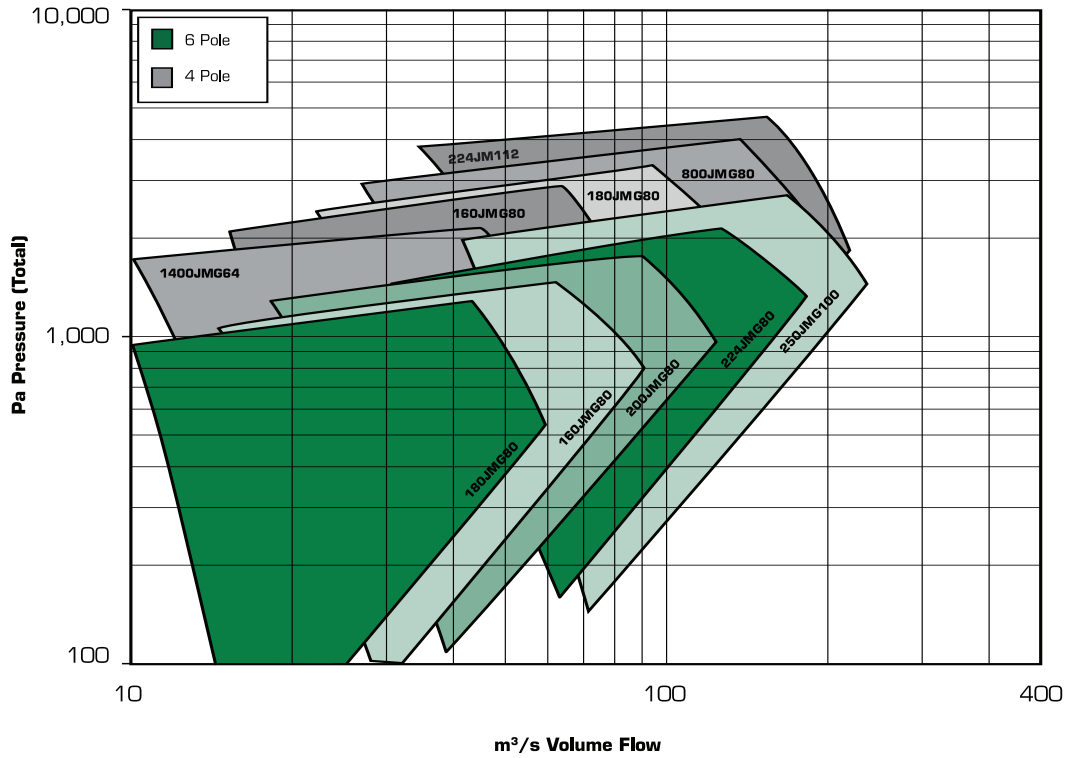 10,000
6 Pole
4 Pole
224JM112
800JMG80
180JMG80
160JMG80
1400JMG64
Pa Pressure (Total)
1,000
250JMG100
224JMG80
200JMG80
160JMG80
180JMG80
100
10
100
400
m³/s Volume Flow